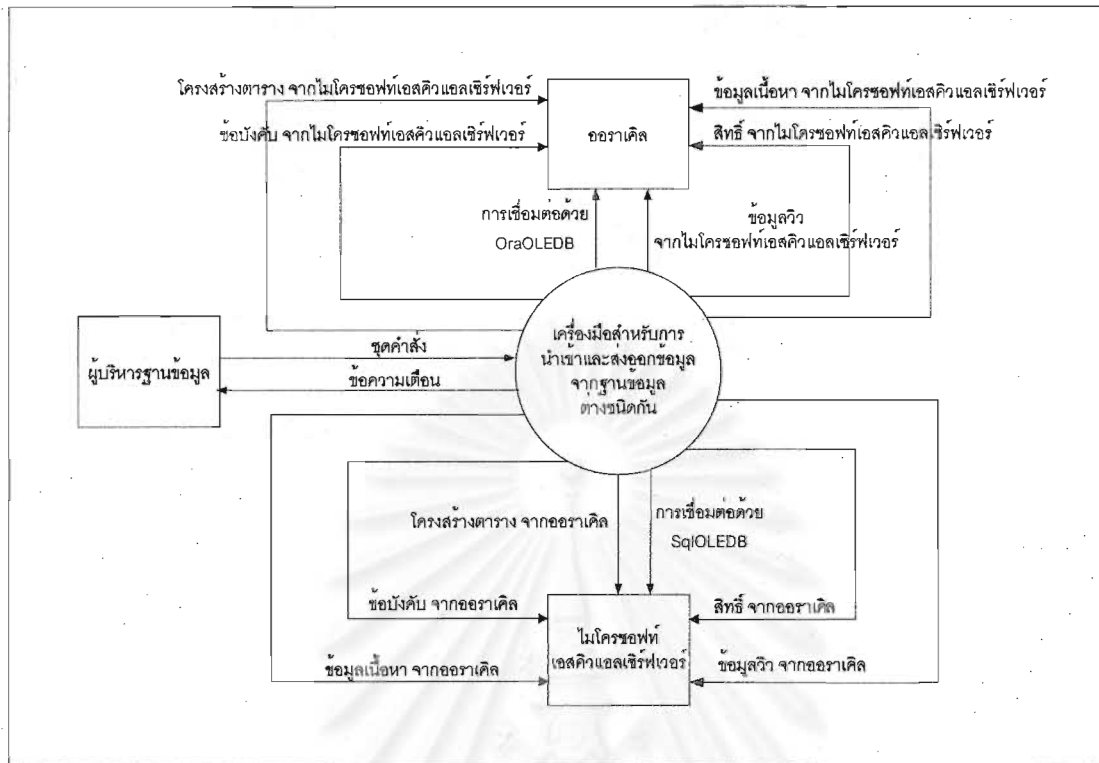 โครงสร้างตาราง จากไมโครซอฟท์เอสคิวแอลเซิร์ฟเวอร์
ข้อบังคับ จากไมโครซอฟท์เอสคิวแอลเซิร์ฟเวอร์
ออราเคิล
ข้อมูลเนื้อหา จากไมโครซอฟท์เอสคิวแอลเซิร์ฟเวอร์
สิทธิ์ จากไมโครซอฟท์เอสคิวแอลเซิร์ฟเวอร์
การเชื่อมต่อด้วย
OraOLEDB
ข้อมูลวิว
จากไมโครซอฟท์เอสคิวแอลเซิร์ฟเวอร์
ผู้บริหารฐานข้อมูล
ชุดคำสั่ง
ข้อความเตือน
เครื่องมือสำหรับการ
นำเข้าและส่งออกข้อมูล
จากฐานข้อมูล
ต่างชนิดกัน
โครงสร้างตาราง จากออราเคิล
การเชื่อมต่อด้วย
SqlOLEDB
ข้อบังคับ จากออราเคิล
ข้อมูลเนื้อหา จากออราเคิล
ไมโครซอฟท์
เอสคิวแอลเซิร์ฟเวอร์
สิทธิ์ จากออราเคิล
ข้อมูลวิว จากออราเคิล